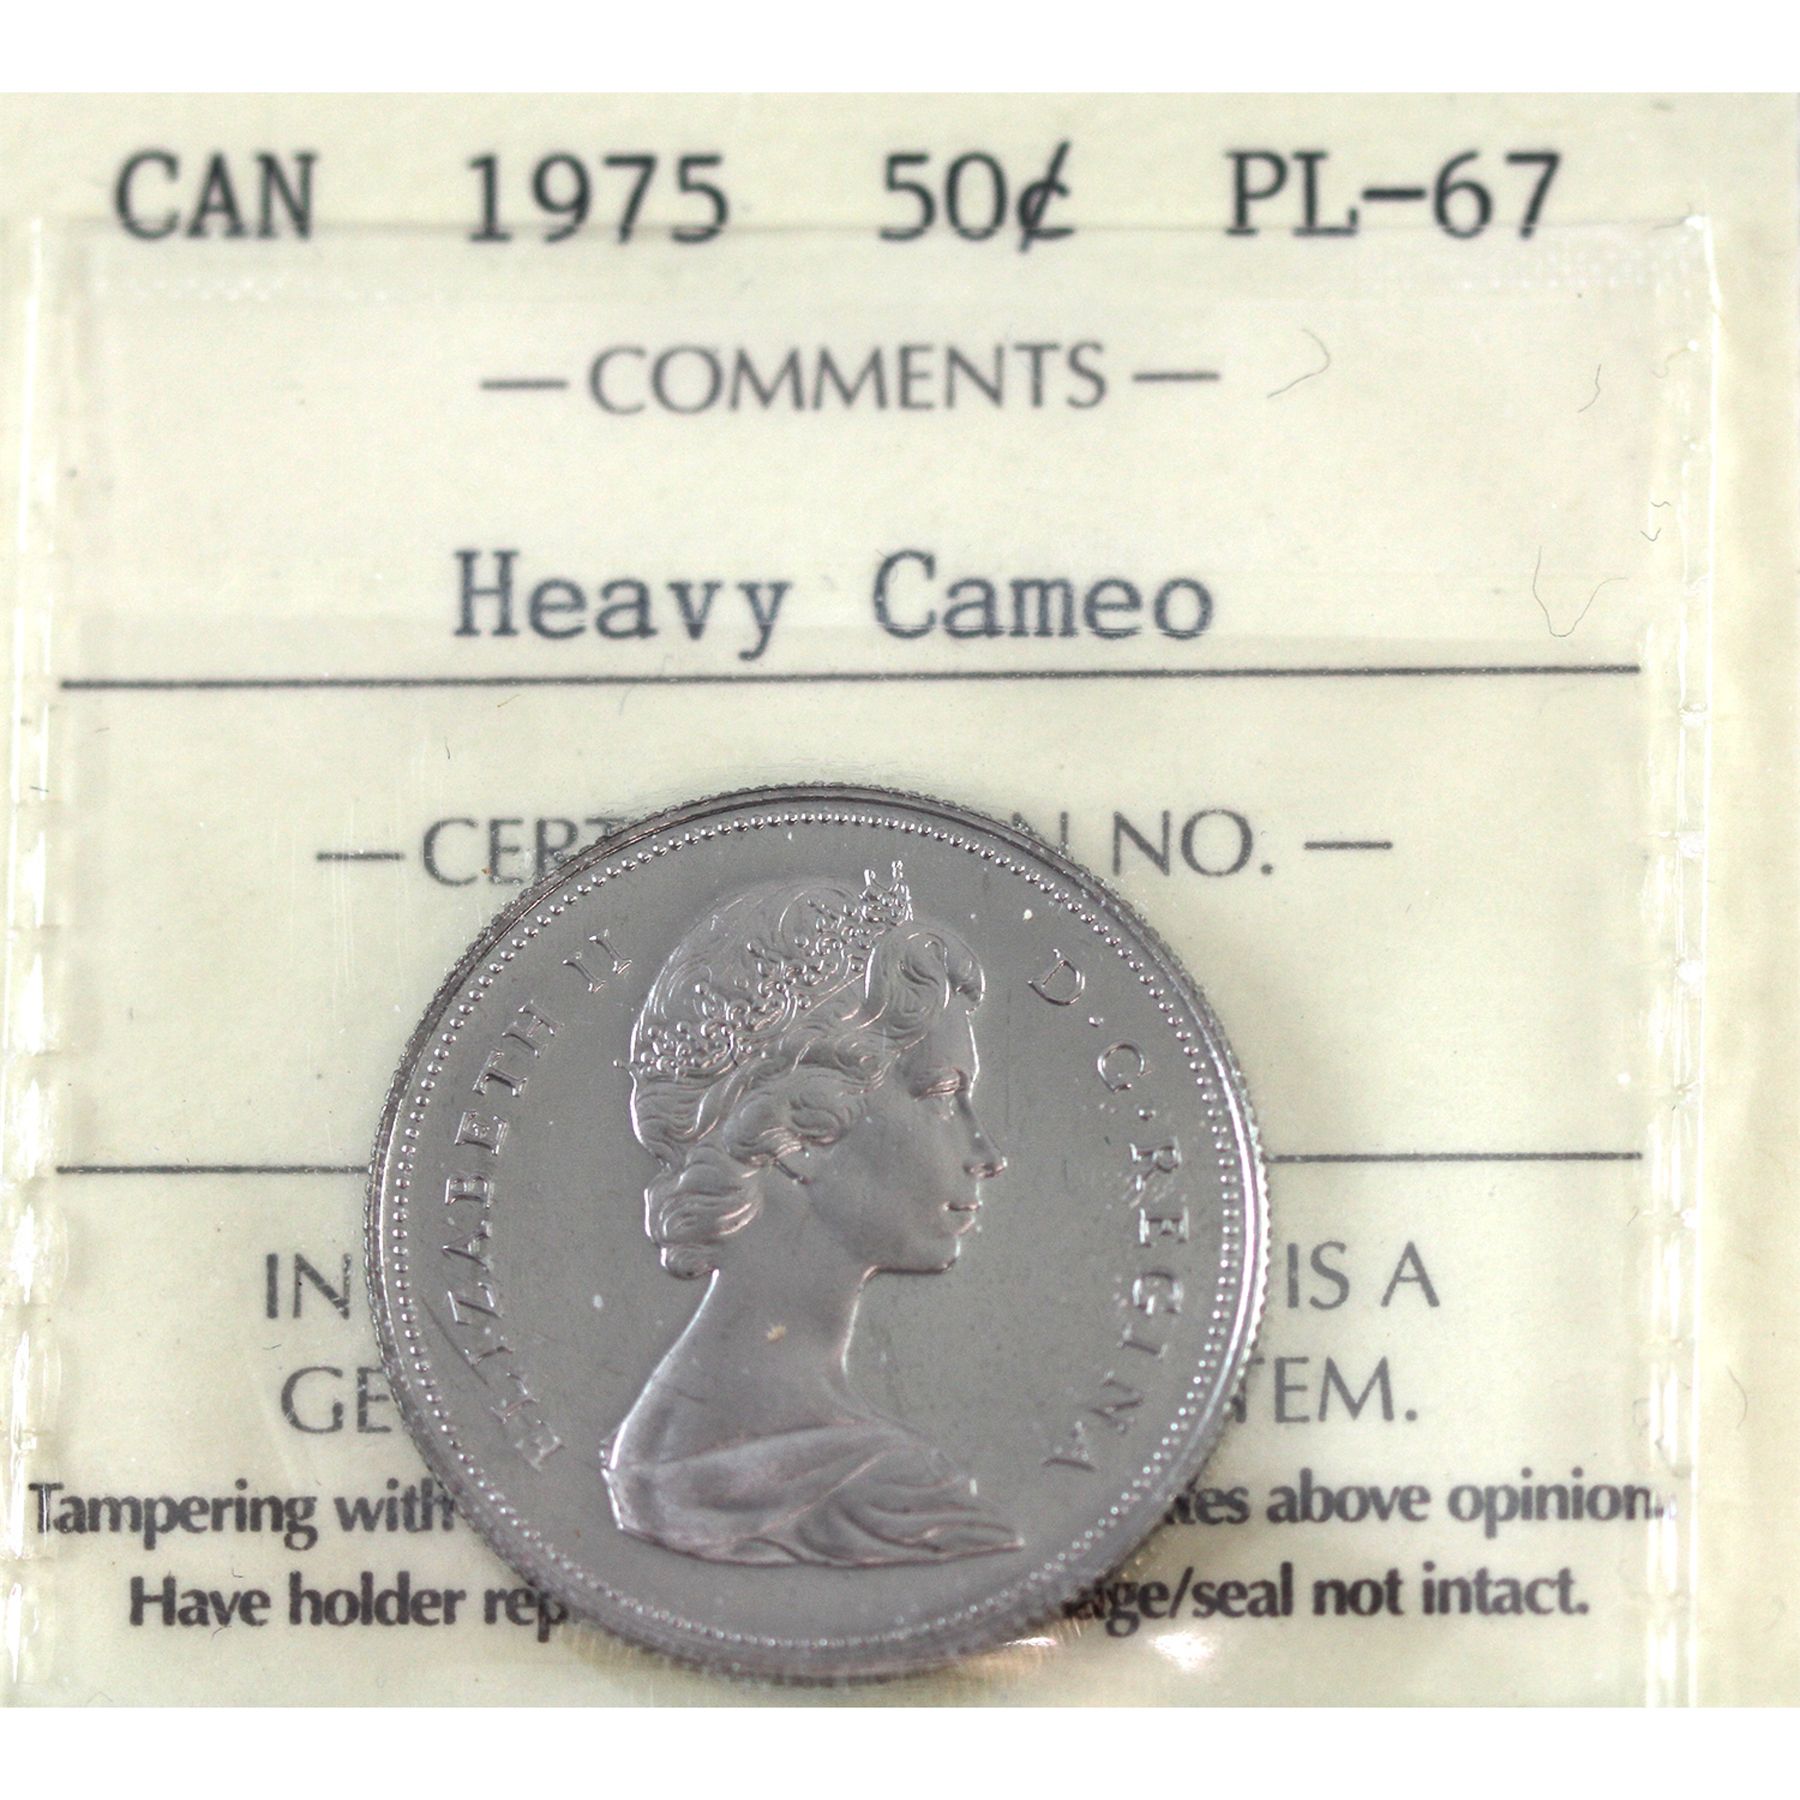 CAN 1975 50¢ PL-67
— COMMENTS —
Heavy Cameo
— CERT N NO. —
ELIZABETH II D·G·REGINA
IN IS A
GE TEM.
Tampering with tes above opinion.
Have holder rep age/seal not intact.